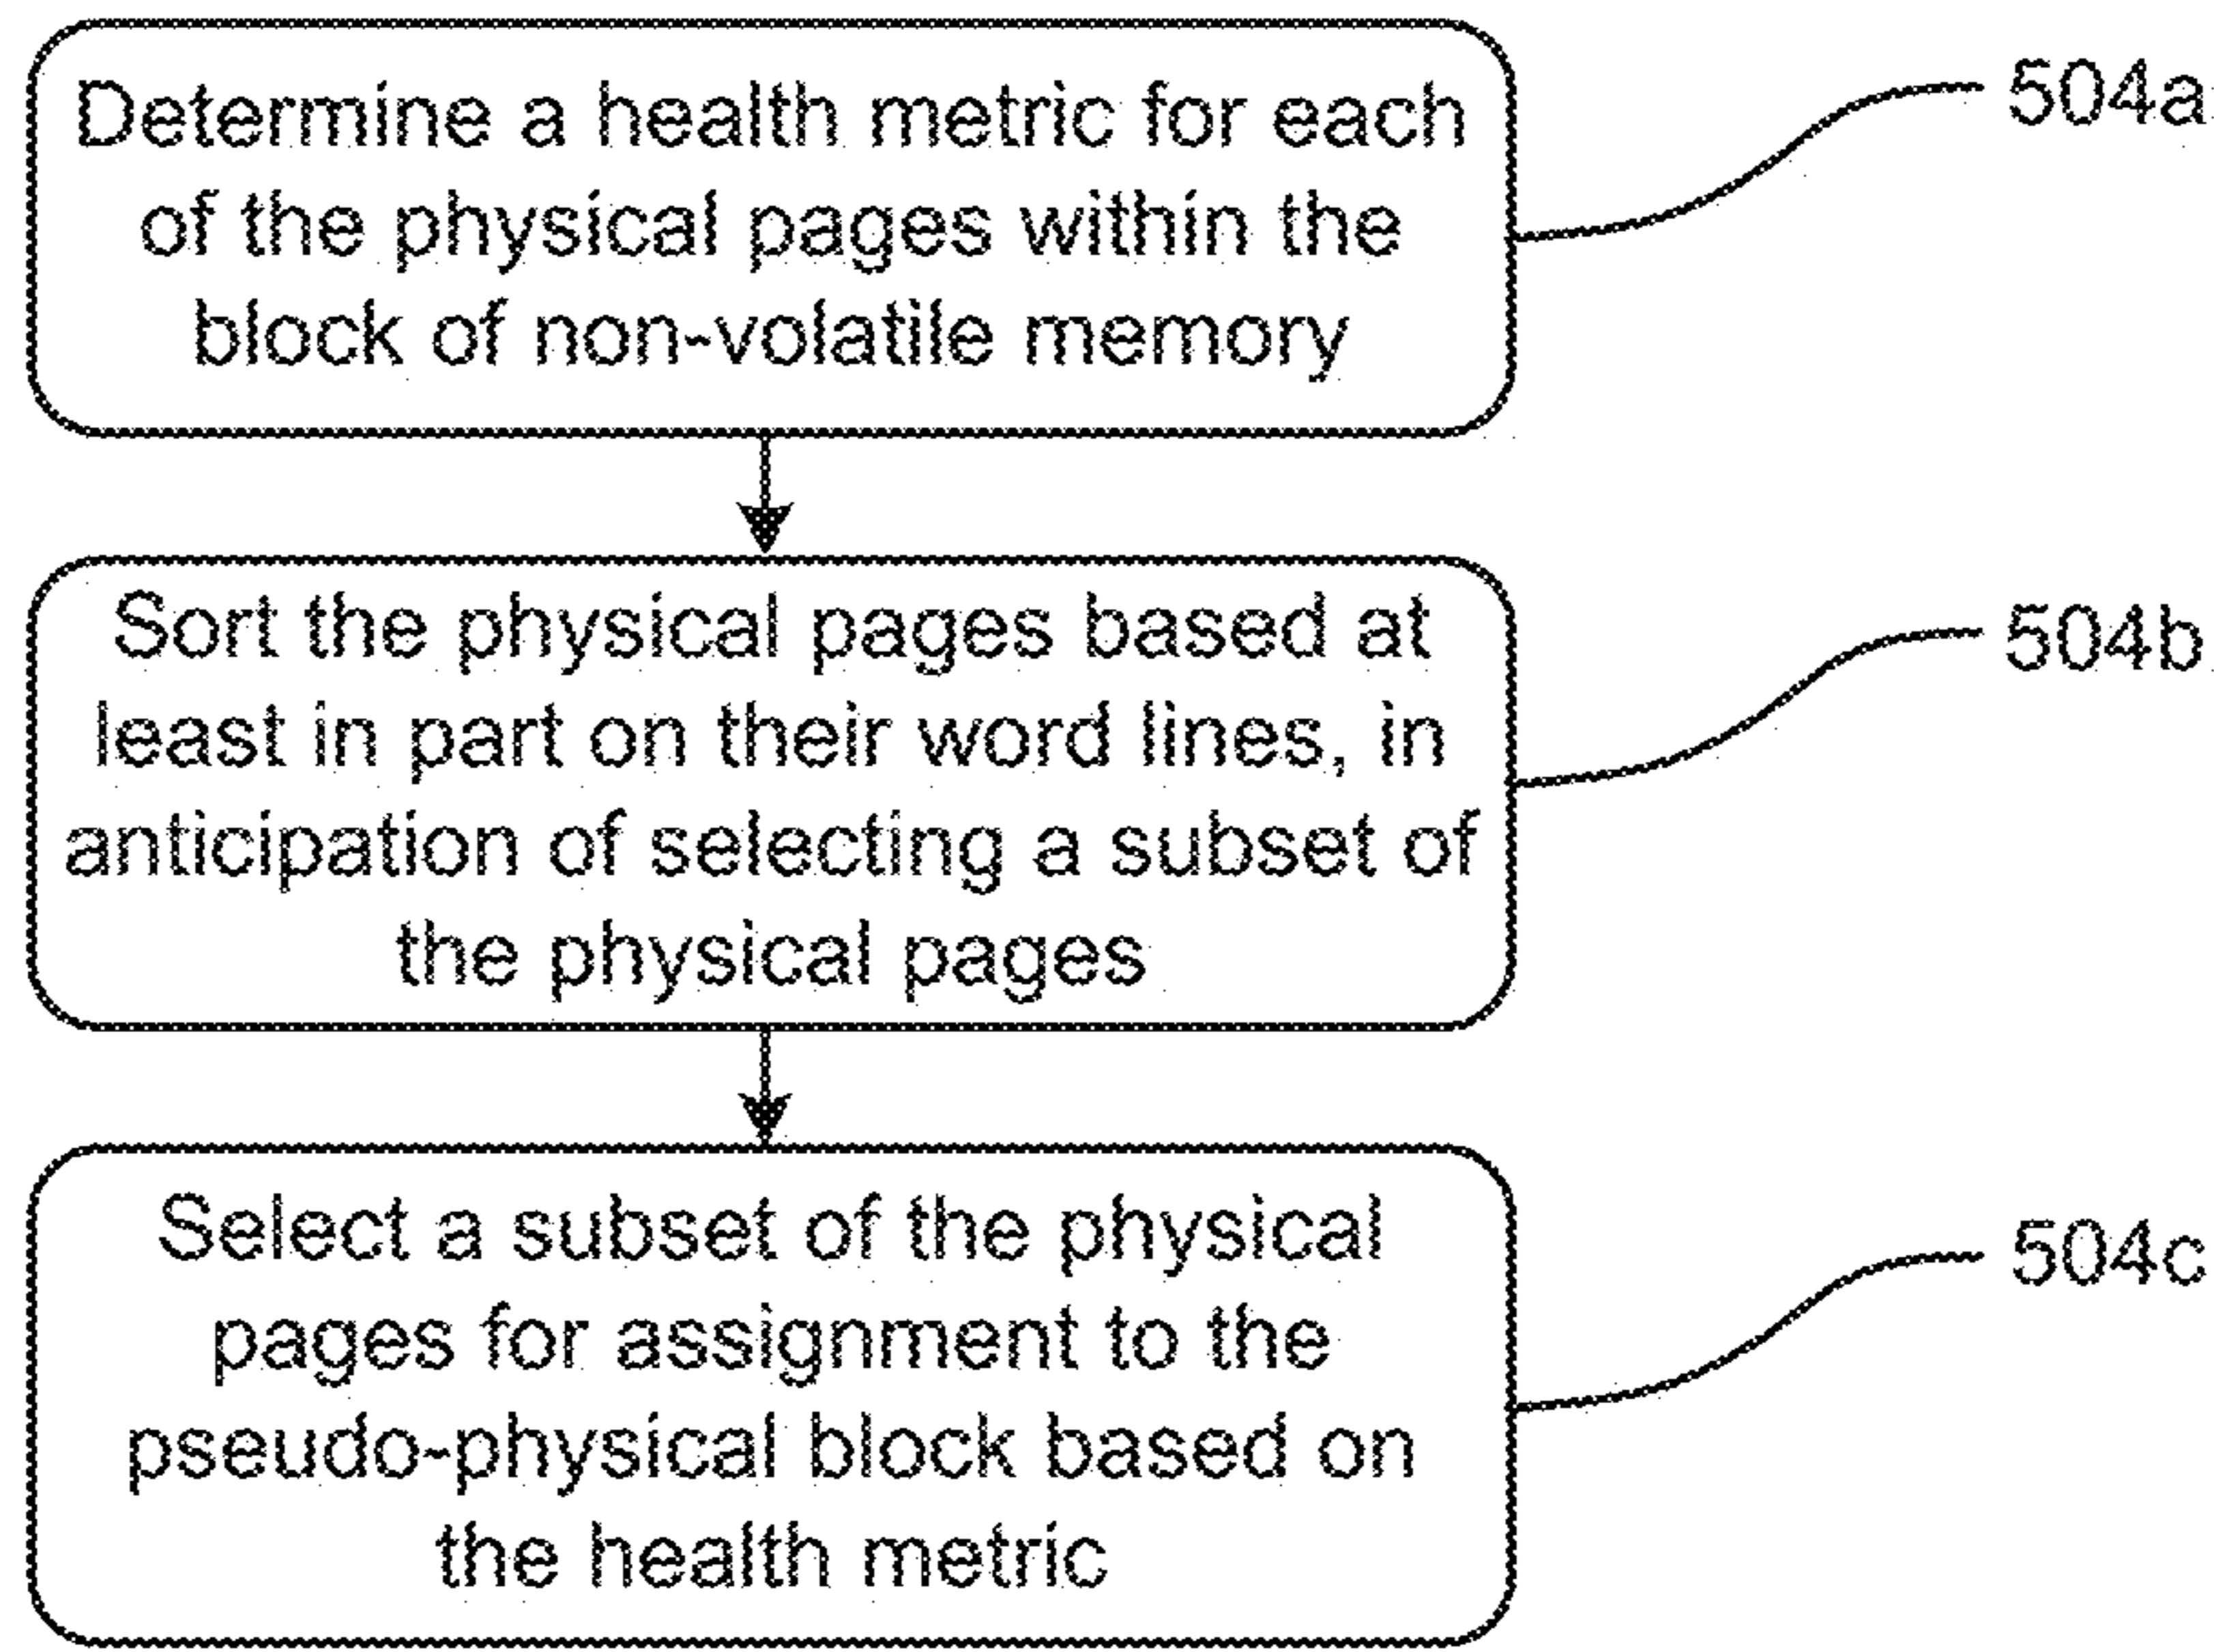 Determine a health metric for each
of the physical pages within the
block of non-volatile memory
504a
Sort the physical pages based at
least in part on their word lines, in
anticipation of selecting a subset of
the physical pages
504b
Select a subset of the physical
pages for assignment to the
pseudo-physical block based on
the health metric
504c